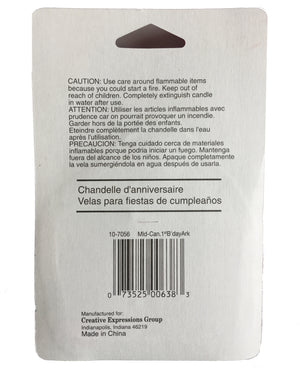 CAUTION: Use care around flammable items
because you could start a fire. Keep out of
reach of children. Completely extinguish candle
in water after use.
ATTENTION: Utiliser les articles inflammables avec
prudence car on pourrait provoquer un incendie.
Garder hors de la portée des enfants.
Eteindre complètement la chandelle dans l'eau
après l'utilisation.
PRECAUCION: Tenga cuidado cerca de materiales
inflamables porque podria iniciar un fuego. Mantenga
fuera del alcance de los niños. Apaque completamente
la vela sumergiéndola en agua después de usarla.
Chandelle d'anniversaire
Velas para fiestas de cumpleaños
10-7056 Mld-Can.1stB'dayArk
0 73525 00638 3
Manufactured for:
Creative Expressions Group
Indianapolis, Indiana 46219
Made in China